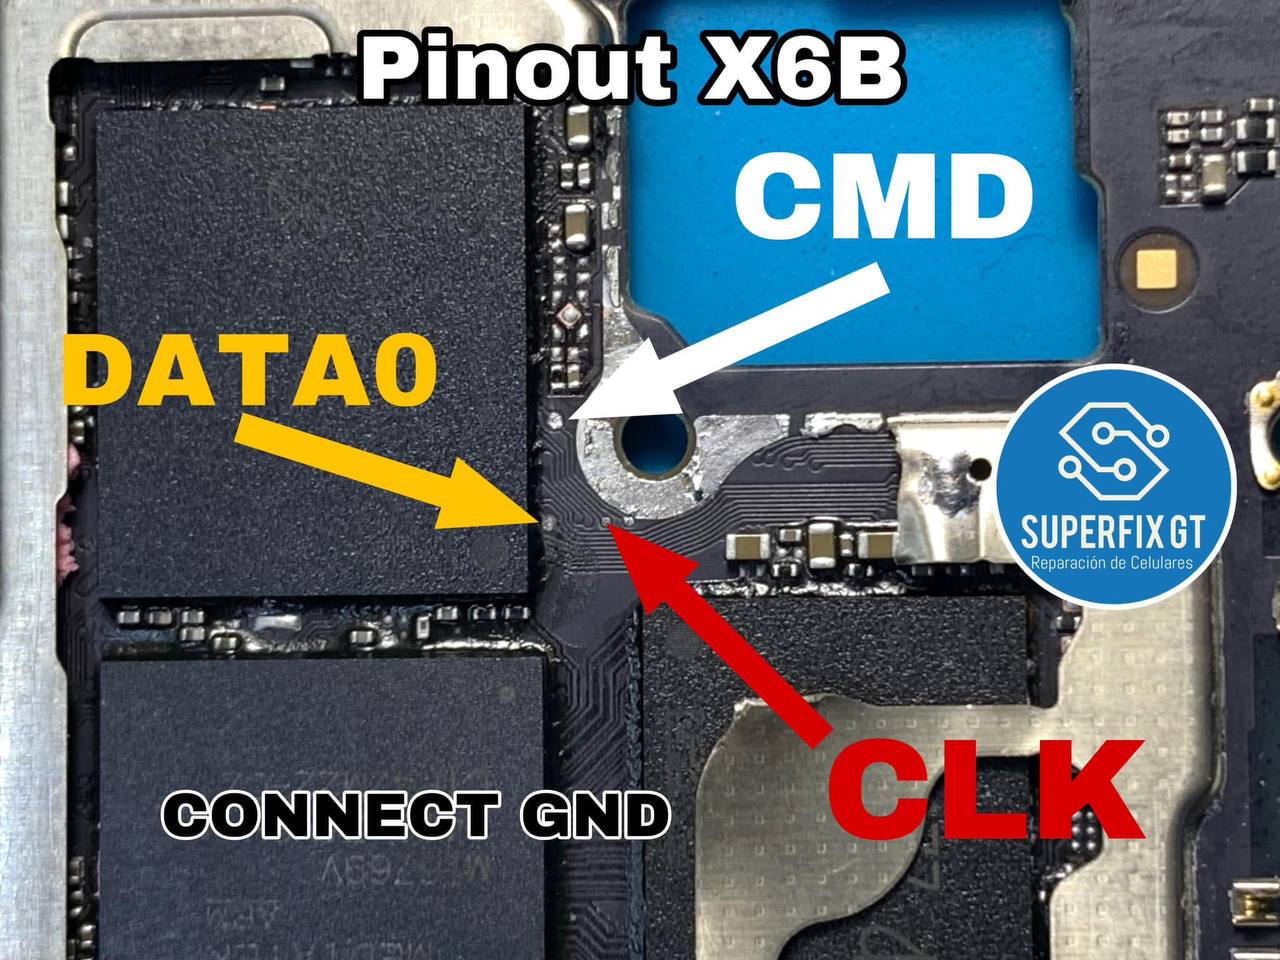 Pinout X6B
CMD
DATA0
SUPERFIX GT
Reparación de Celulares
CLK
CONNECT GND